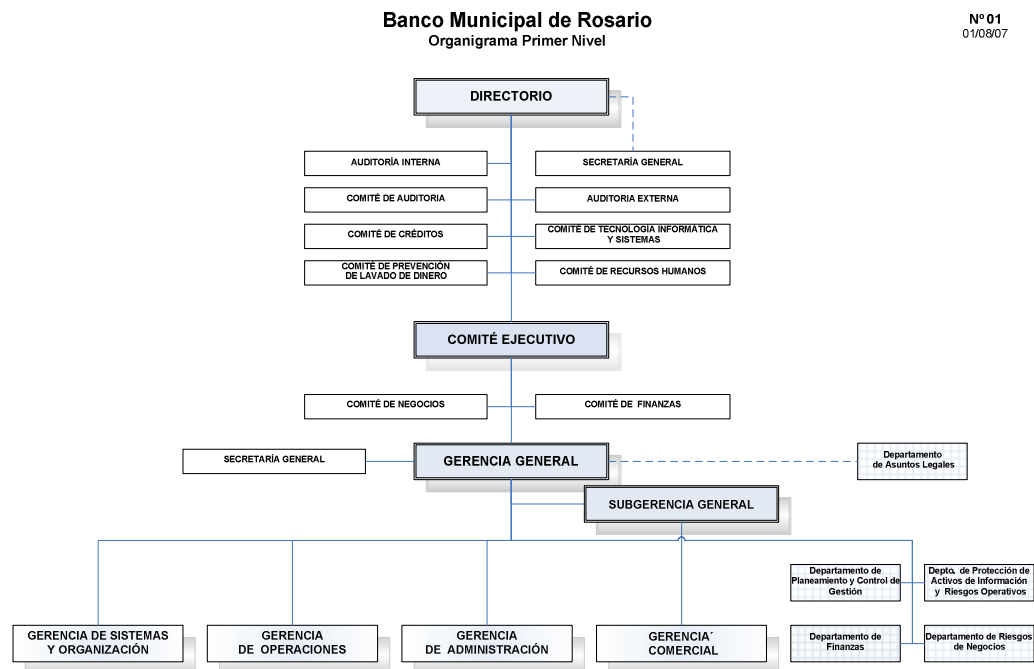 Banco Municipal de Rosario
Organigrama Primer Nivel
Nº 01
01/08/07
DIRECTORIO
AUDITORÍA INTERNA
SECRETARÍA GENERAL
COMITÉ DE AUDITORIA
AUDITORIA EXTERNA
COMITÉ DE CRÉDITOS
COMITÉ DE TECNOLOGÍA INFORMÁTICA
Y SISTEMAS
COMITÉ DE PREVENCIÓN
DE LAVADO DE DINERO
COMITÉ DE RECURSOS HUMANOS
COMITÉ EJECUTIVO
COMITÉ DE NEGOCIOS
COMITÉ DE FINANZAS
SECRETARÍA GENERAL
GERENCIA GENERAL
Departamento
de Asuntos Legales
SUBGERENCIA GENERAL
Departamento de
Planeamiento y Control de
Gestión
Depto. de Protección de
Activos de Información
y Riesgos Operativos
GERENCIA DE SISTEMAS
Y ORGANIZACIÓN
GERENCIA
DE OPERACIONES
GERENCIA
DE ADMINISTRACIÓN
GERENCIA´
COMERCIAL
Departamento de
Finanzas
Departamento de Riesgos
de Negocios